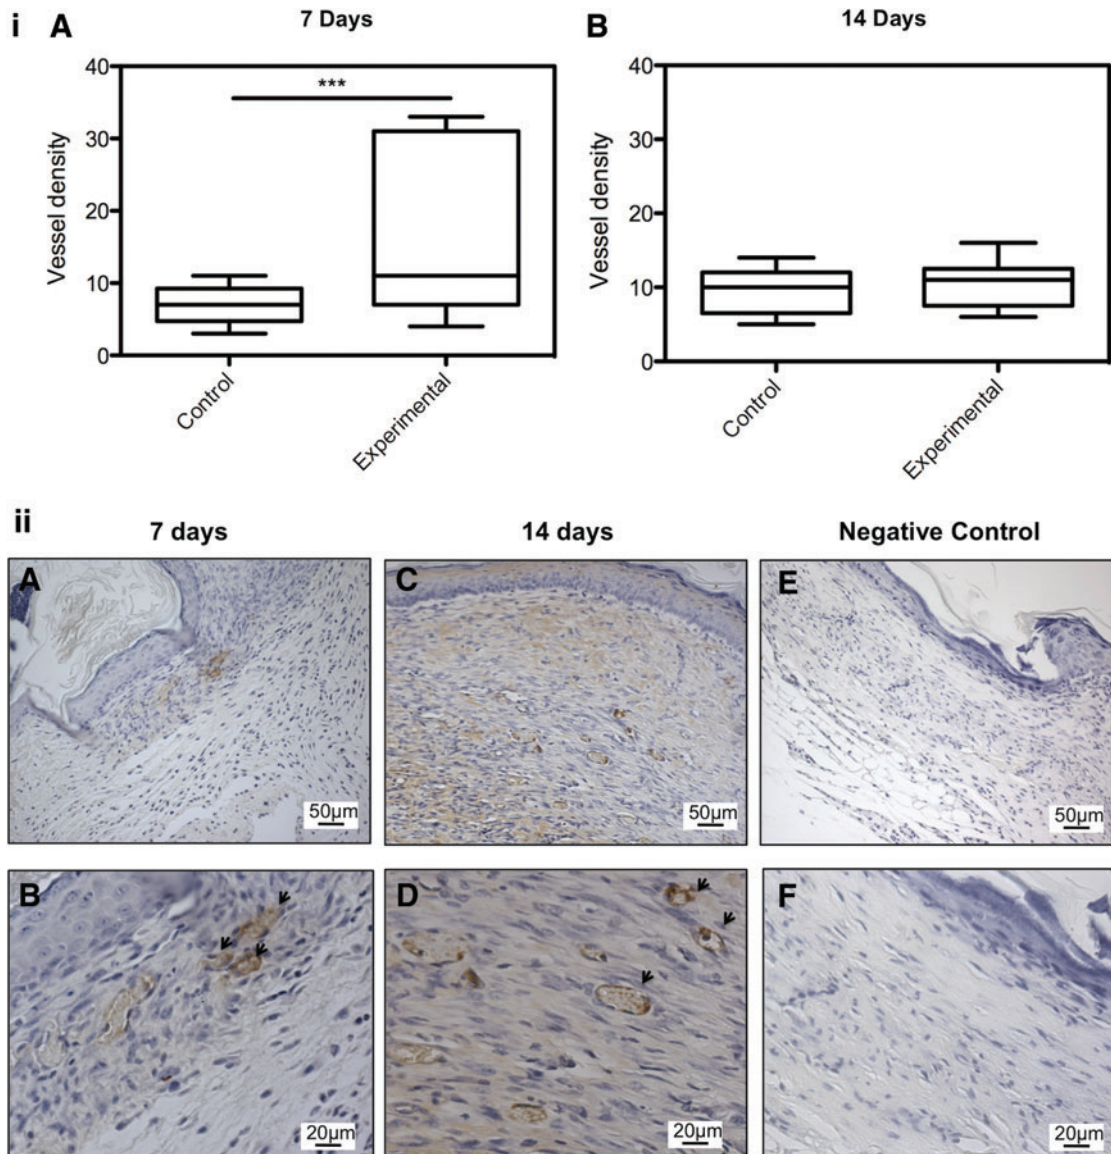 i A 7 Days B 14 Days
40
30
20
10
0
Vessel density
***
Control
Experimental
40
30
20
10
0
Vessel density
Control
Experimental
ii
7 days 14 days Negative Control
A
50µm
C
50µm
E
50µm
B
20µm
D
20µm
F
20µm